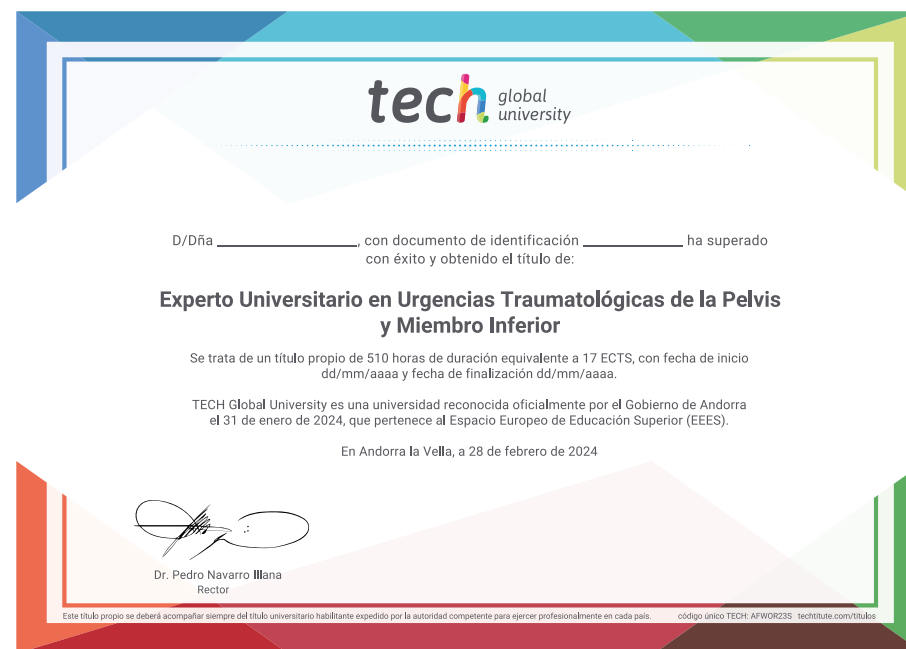 tech global university
D/Dña ____________________, con documento de identificación ______________ ha superado
con éxito y obtenido el título de:
Experto Universitario en Urgencias Traumatológicas de la Pelvis
y Miembro Inferior
Se trata de un título propio de 510 horas de duración equivalente a 17 ECTS, con fecha de inicio
dd/mm/aaaa y fecha de finalización dd/mm/aaaa.
TECH Global University es una universidad reconocida oficialmente por el Gobierno de Andorra
el 31 de enero de 2024, que pertenece al Espacio Europeo de Educación Superior (EEES).
En Andorra la Vella, a 28 de febrero de 2024
Dr. Pedro Navarro Illana
Rector
Este título propio se deberá acompañar siempre del título universitario habilitante expedido por la autoridad competente para ejercer profesionalmente en cada país. código único TECH: AFWOR23S techtitute.com/titulos